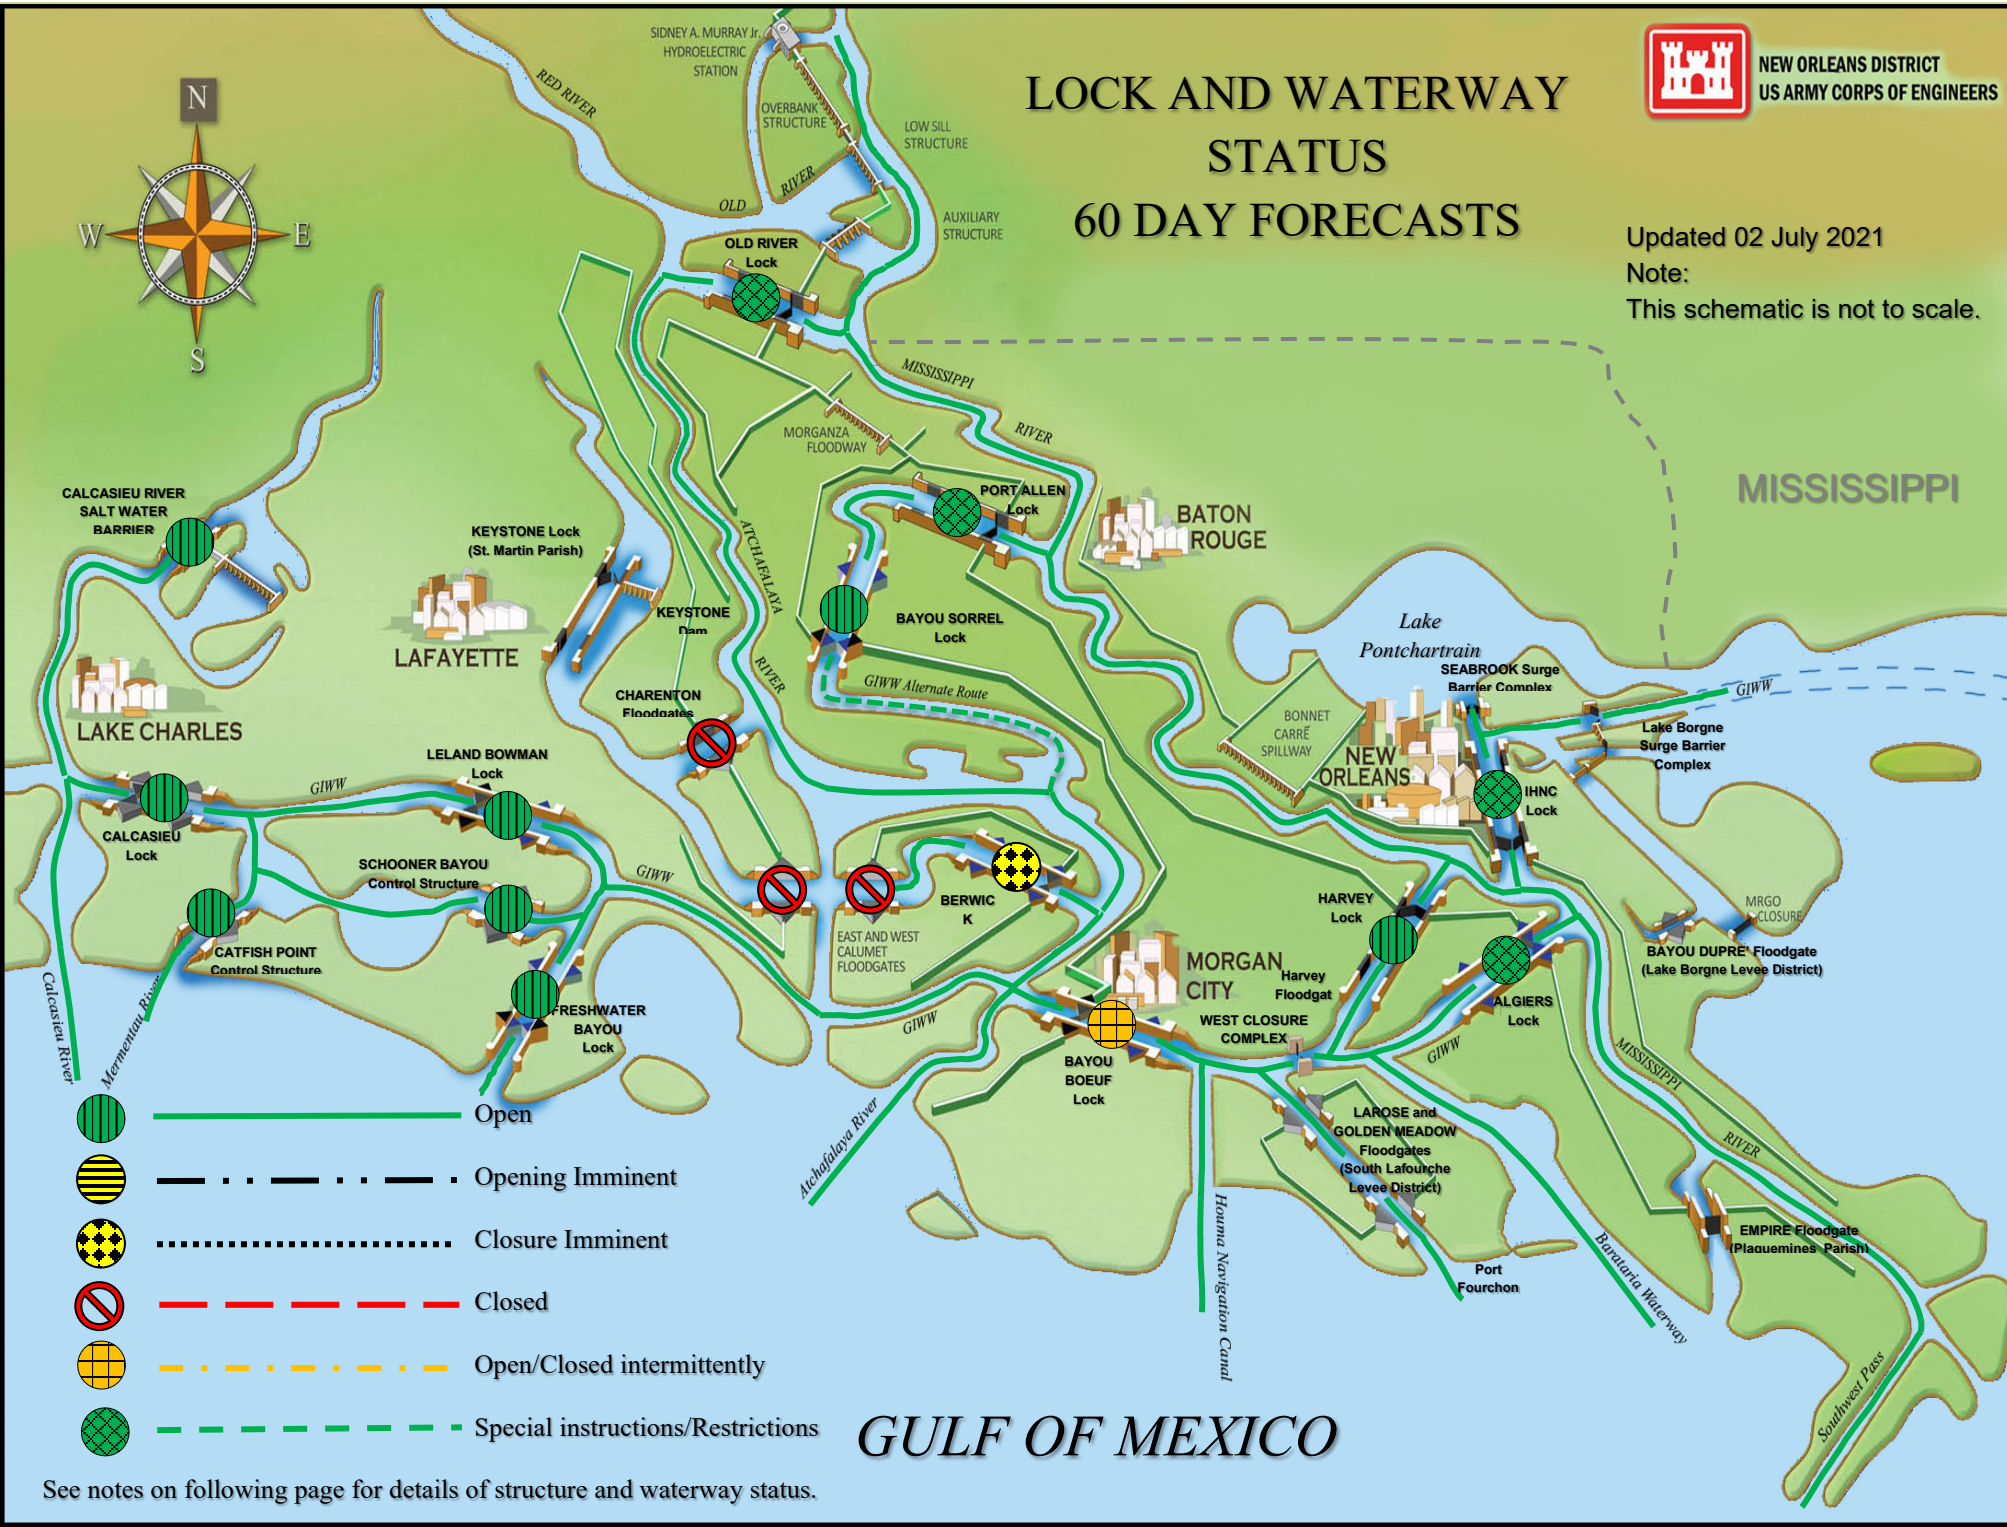 SIDNEY A. MURRAY Jr.
HYDROELECTRIC
STATION
RED RIVER
OVERBANK
STRUCTURE
LOW SILL
STRUCTURE
OLD
RIVER
AUXILIARY
STRUCTURE
LOCK AND WATERWAY
STATUS
60 DAY FORECASTS
NEW ORLEANS DISTRICT
US ARMY CORPS OF ENGINEERS
Updated 02 July 2021
Note:
This schematic is not to scale.
N
W
E
S
OLD RIVER
Lock
MISSISSIPPI
RIVER
MORGANZA
FLOODWAY
MISSISSIPPI
CALCASIEU RIVER
SALT WATER
BARRIER
KEYSTONE Lock
(St. Martin Parish)
KEYSTONE
Dam
ATCHAFALAYA
RIVER
PORT ALLEN
Lock
BATON
ROUGE
BAYOU SORREL
Lock
GIWW Alternate Route
LAFAYETTE
LAKE CHARLES
CHARENTON
Floodgates
Lake
Pontchartrain
SEABROOK Surge
Barrier Complex
GIWW
BONNET
CARRÉ
SPILLWAY
NEW
ORLEANS
Lake Borgne
Surge Barrier
Complex
IHNC
Lock
LELAND BOWMAN
Lock
GIWW
CALCASIEU
Lock
SCHOONER BAYOU
Control Structure
GIWW
CATFISH POINT
Control Structure
FRESHWATER
BAYOU
Lock
Calcasieu River
Mermentau River
BERWIC
K
EAST AND WEST
CALUMET
FLOODGATES
GIWW
MORGAN
CITY
HARVEY
Lock
Harvey
Floodgat
WEST CLOSURE
COMPLEX
ALGIERS
Lock
GIWW
MRGO
CLOSURE
BAYOU DUPRE' Floodgate
(Lake Borgne Levee District)
BAYOU
BOEUF
Lock
Atchafalaya River
LAROSE and
GOLDEN MEADOW
Floodgates
(South Lafourche
Levee District)
MISSISSIPPI
RIVER
EMPIRE Floodgate
(Plaquemines Parish)
Houma Navigation Canal
Port
Fourchon
Barataria Waterway
Southwest Pass
Open
Opening Imminent
Closure Imminent
Closed
Open/Closed intermittently
Special instructions/Restrictions
GULF OF MEXICO
See notes on following page for details of structure and waterway status.